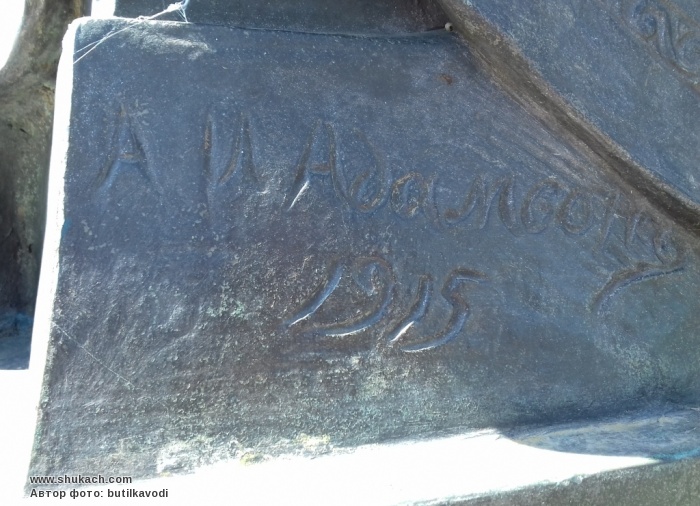 А И Адамсонъ
1915
www.shukach.com
Автор фото: butilkavodi